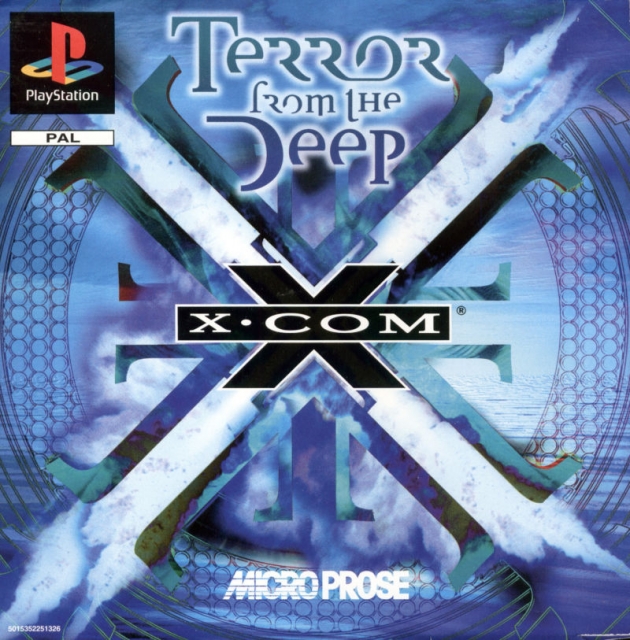 PlayStation
PAL
Terror
from the
Deep
X·COM®
MICROPROSE
5015352251326